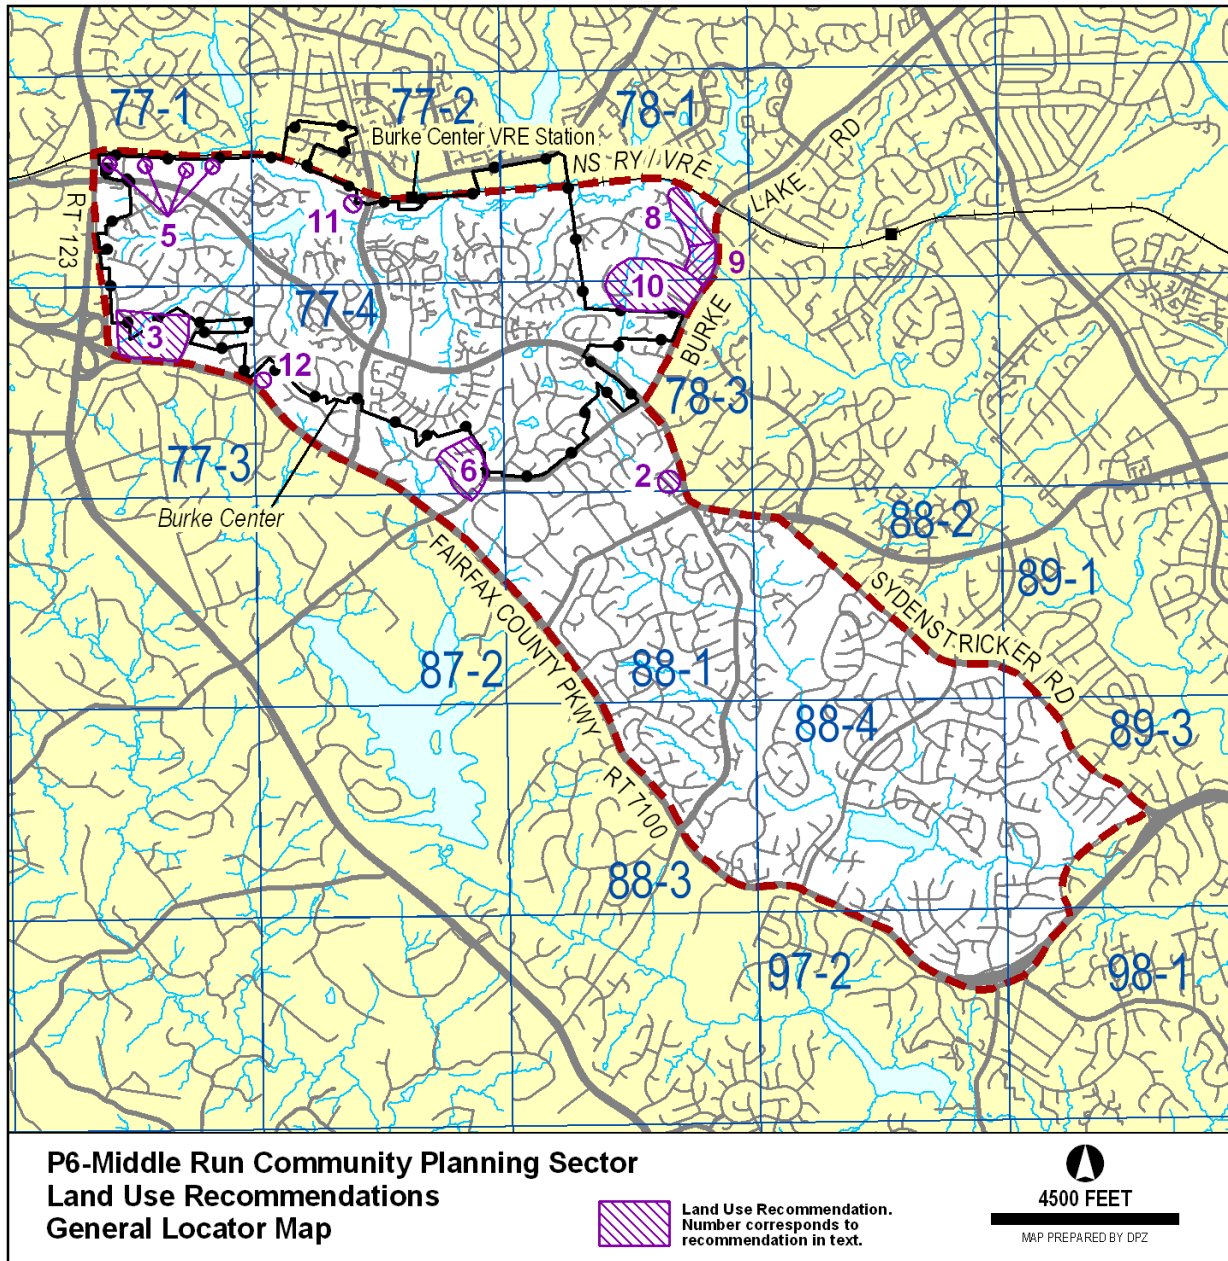 77-1
77-2
78-1
Burke Center VRE Station
NS RY / VRE
LAKE RD
RT 123
5
11
8
9
10
77-4
3
12
BURKE
78-3
77-3
6
2
Burke Center
88-2
FAIRFAX COUNTY PKWY
SYDENSTRICKER RD
89-1
87-2
88-1
88-4
89-3
RT 7100
88-3
97-2
98-1
P6-Middle Run Community Planning Sector
Land Use Recommendations
General Locator Map
Land Use Recommendation.
Number corresponds to
recommendation in text.
4500 FEET
MAP PREPARED BY DPZ